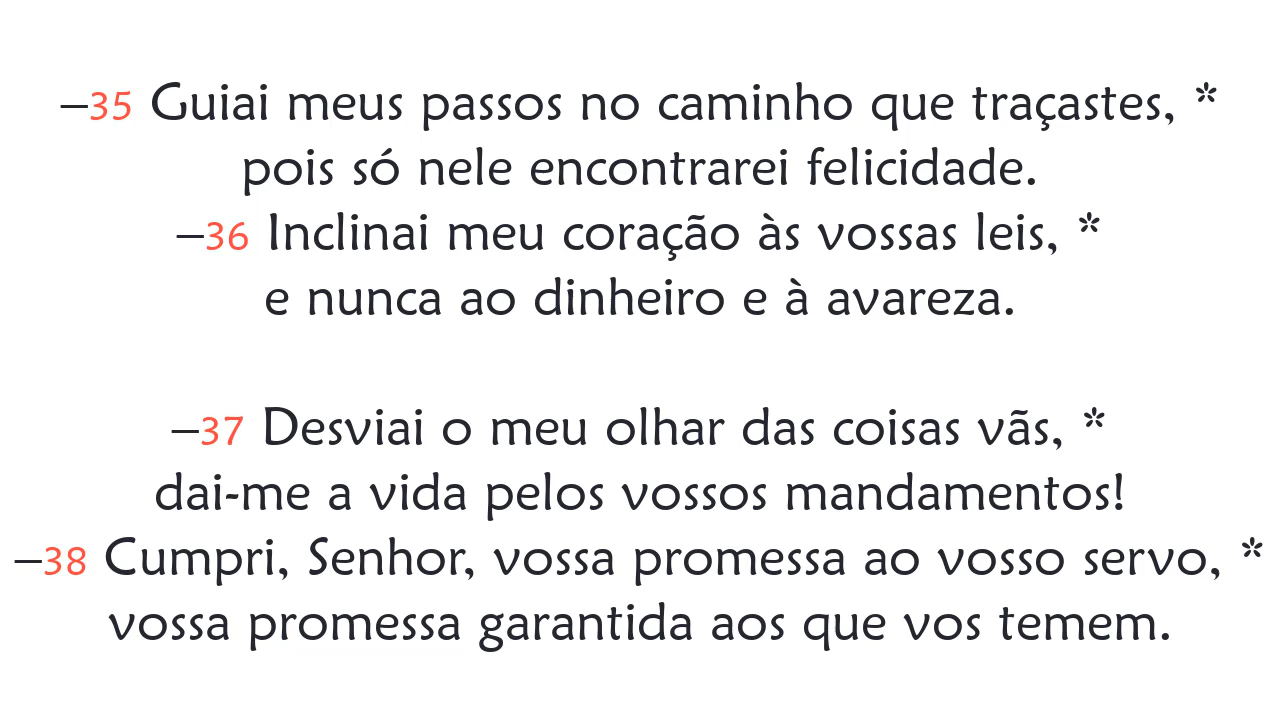 –35 Guiai meus passos no caminho que traçastes, *
pois só nele encontrarei felicidade.
–36 Inclinai meu coração às vossas leis, *
e nunca ao dinheiro e à avareza.
–37 Desviai o meu olhar das coisas vãs, *
dai-me a vida pelos vossos mandamentos!
–38 Cumpri, Senhor, vossa promessa ao vosso servo, *
vossa promessa garantida aos que vos temem.